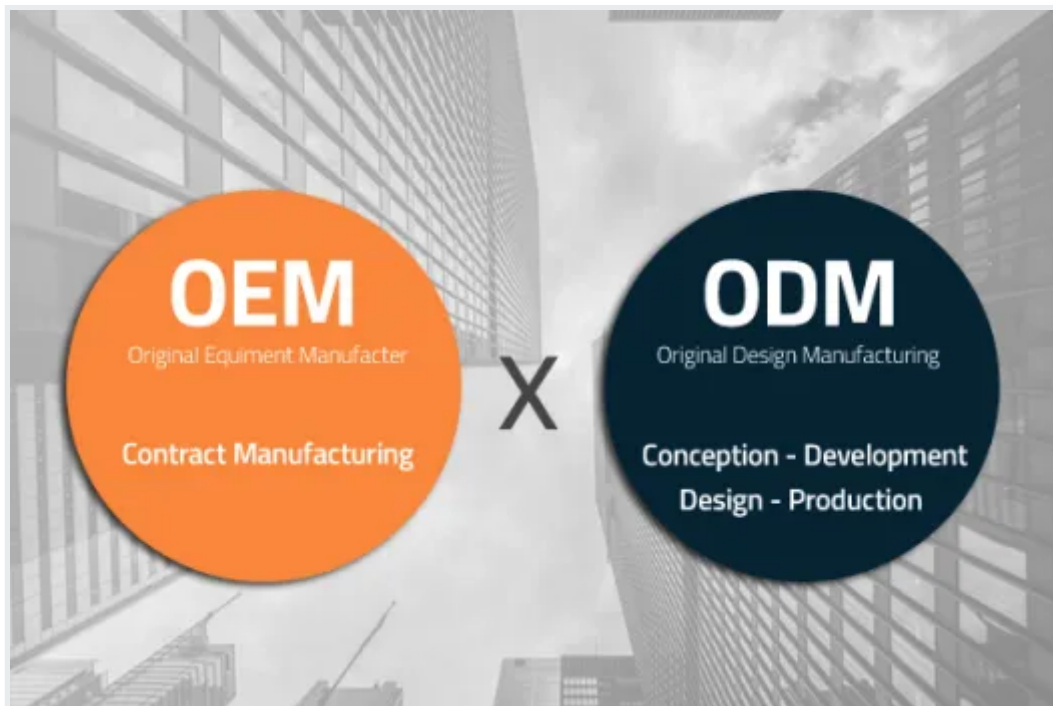 OEM
Original Equiment Manufacter
Contract Manufacturing
X
ODM
Original Design Manufacturing
Conception - Development
Design - Production